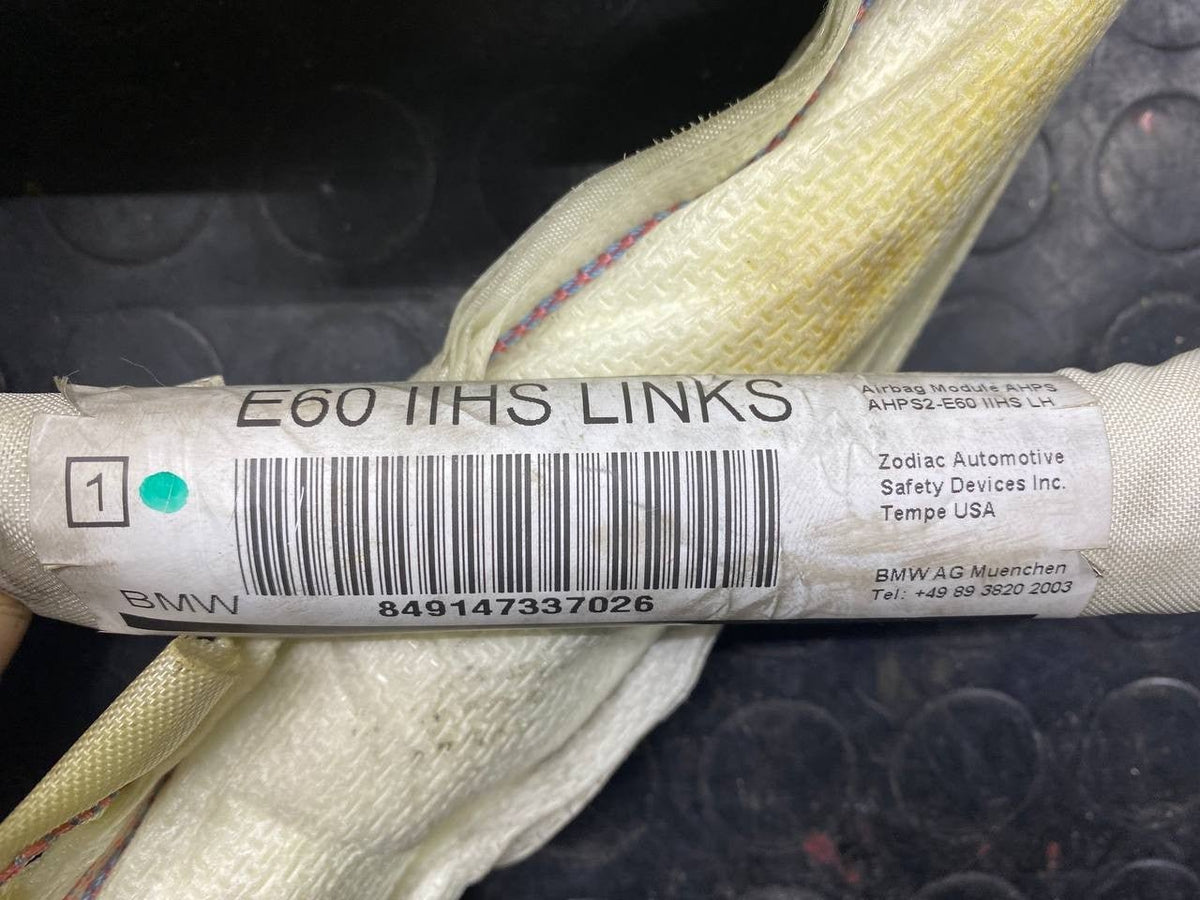 E60 IIHS LINKS
Airbag Module AHPS
AHPS2-E60 IIHS LH
1
Zodiac Automotive
Safety Devices Inc.
Tempe USA
BMW
849147337026
BMW AG Muenchen
Tel: +49 89 3820 2003